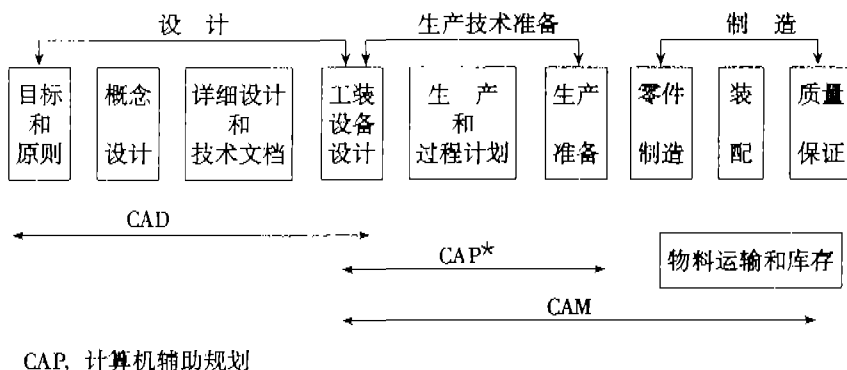 设 计 生产技术准备 制 造
目标 概念 详细设计 工装 生 产 生产 零件 装 质量
和 和 设备 和
原则 设计 技术文档 设计 过程计划 准备 制造 配 保证
CAD
CAP* 物料运输和库存
CAM
CAP, 计算机辅助规划